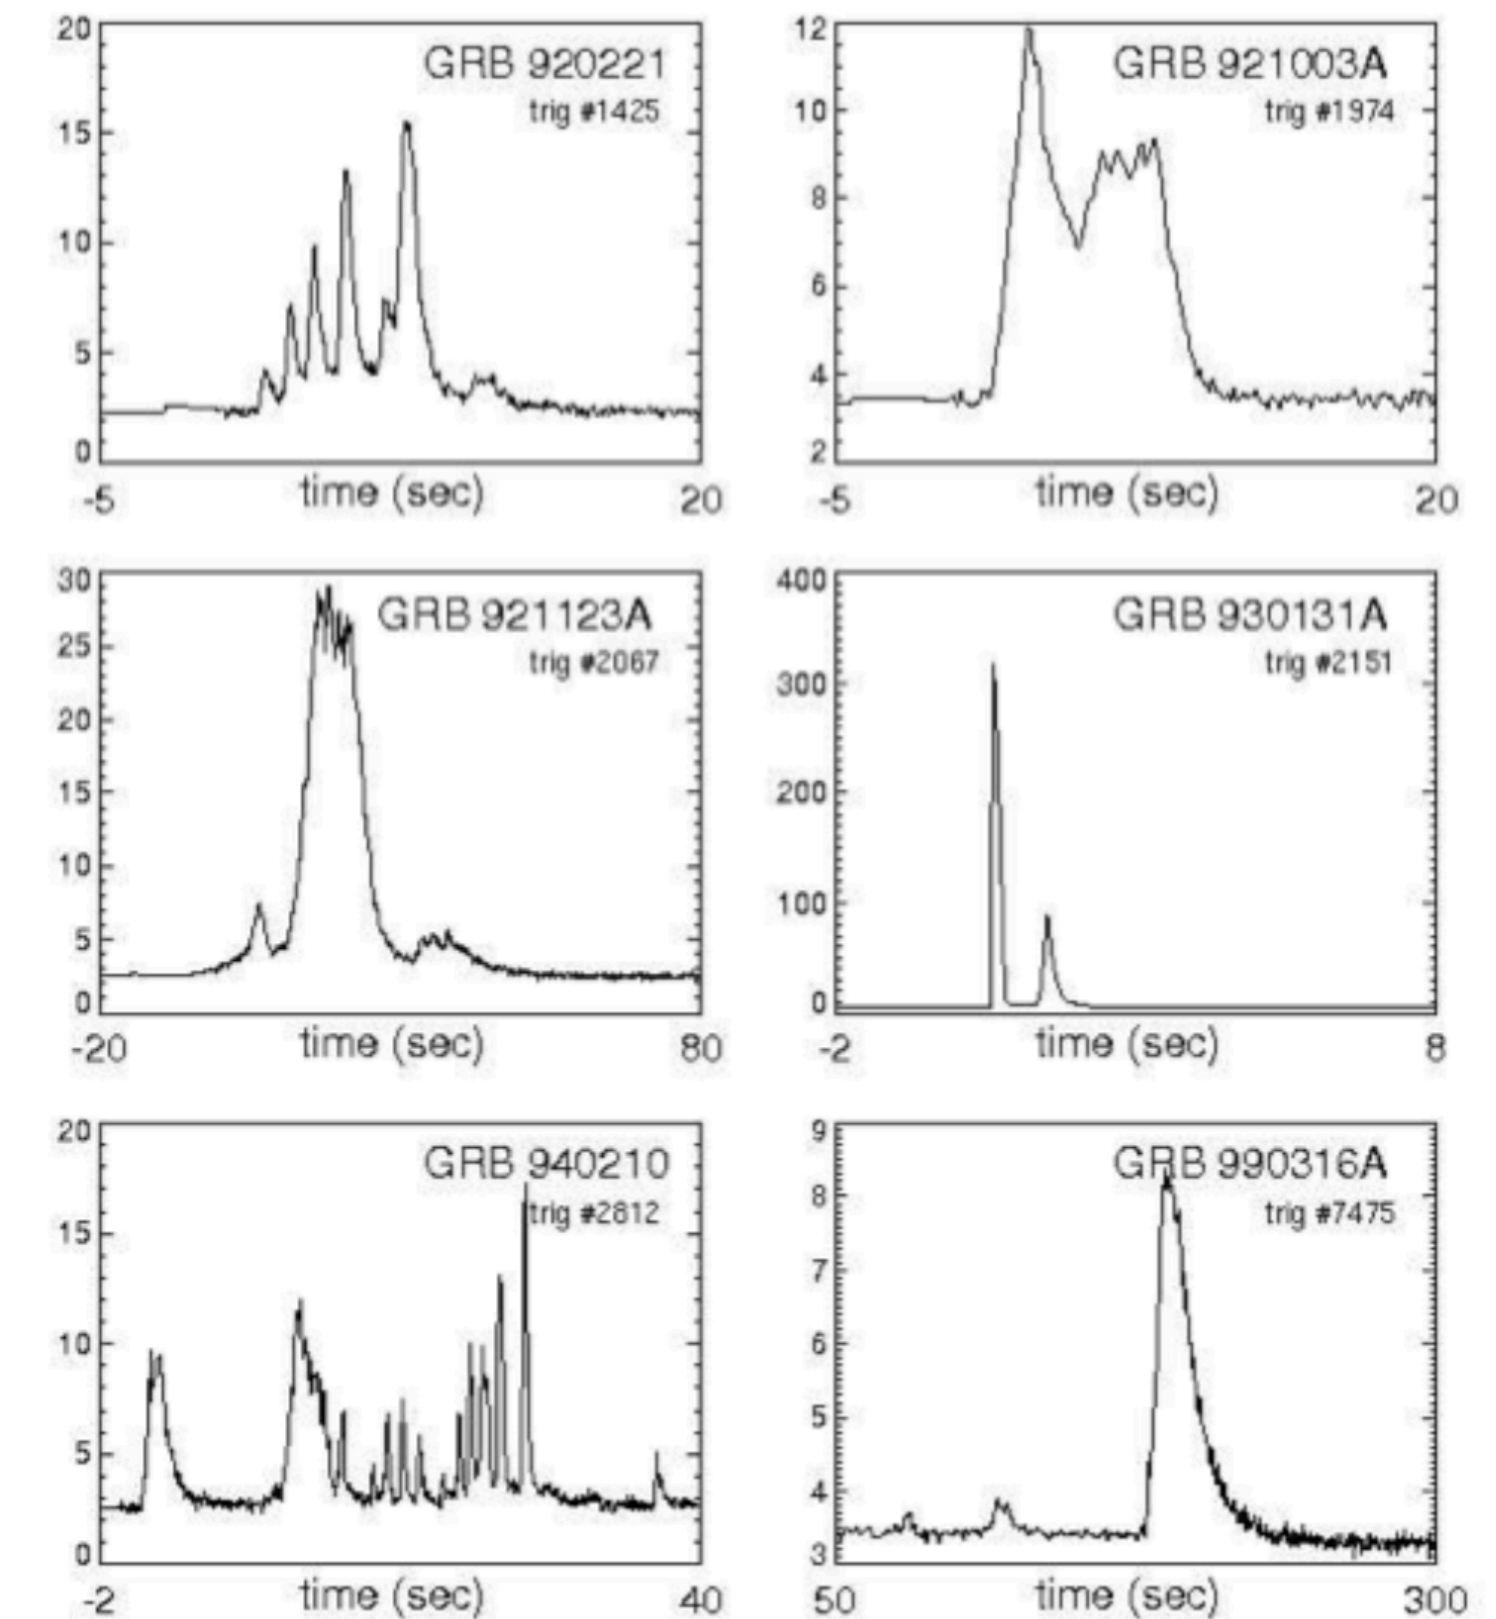 20
GRB 920221
trig #1425
15
10
5
0
-5 time (sec) 20
12
GRB 921003A
trig #1974
10
8
6
4
2
-5 time (sec) 20
30
GRB 921123A
trig #2067
25
20
15
10
5
0
-20 time (sec) 80
400
GRB 930131A
trig #2151
300
200
100
0
-2 time (sec) 8
20
GRB 940210
trig #2812
15
10
5
0
-2 time (sec) 40
9
GRB 990316A
trig #7475
8
7
6
5
4
3
50 time (sec) 300